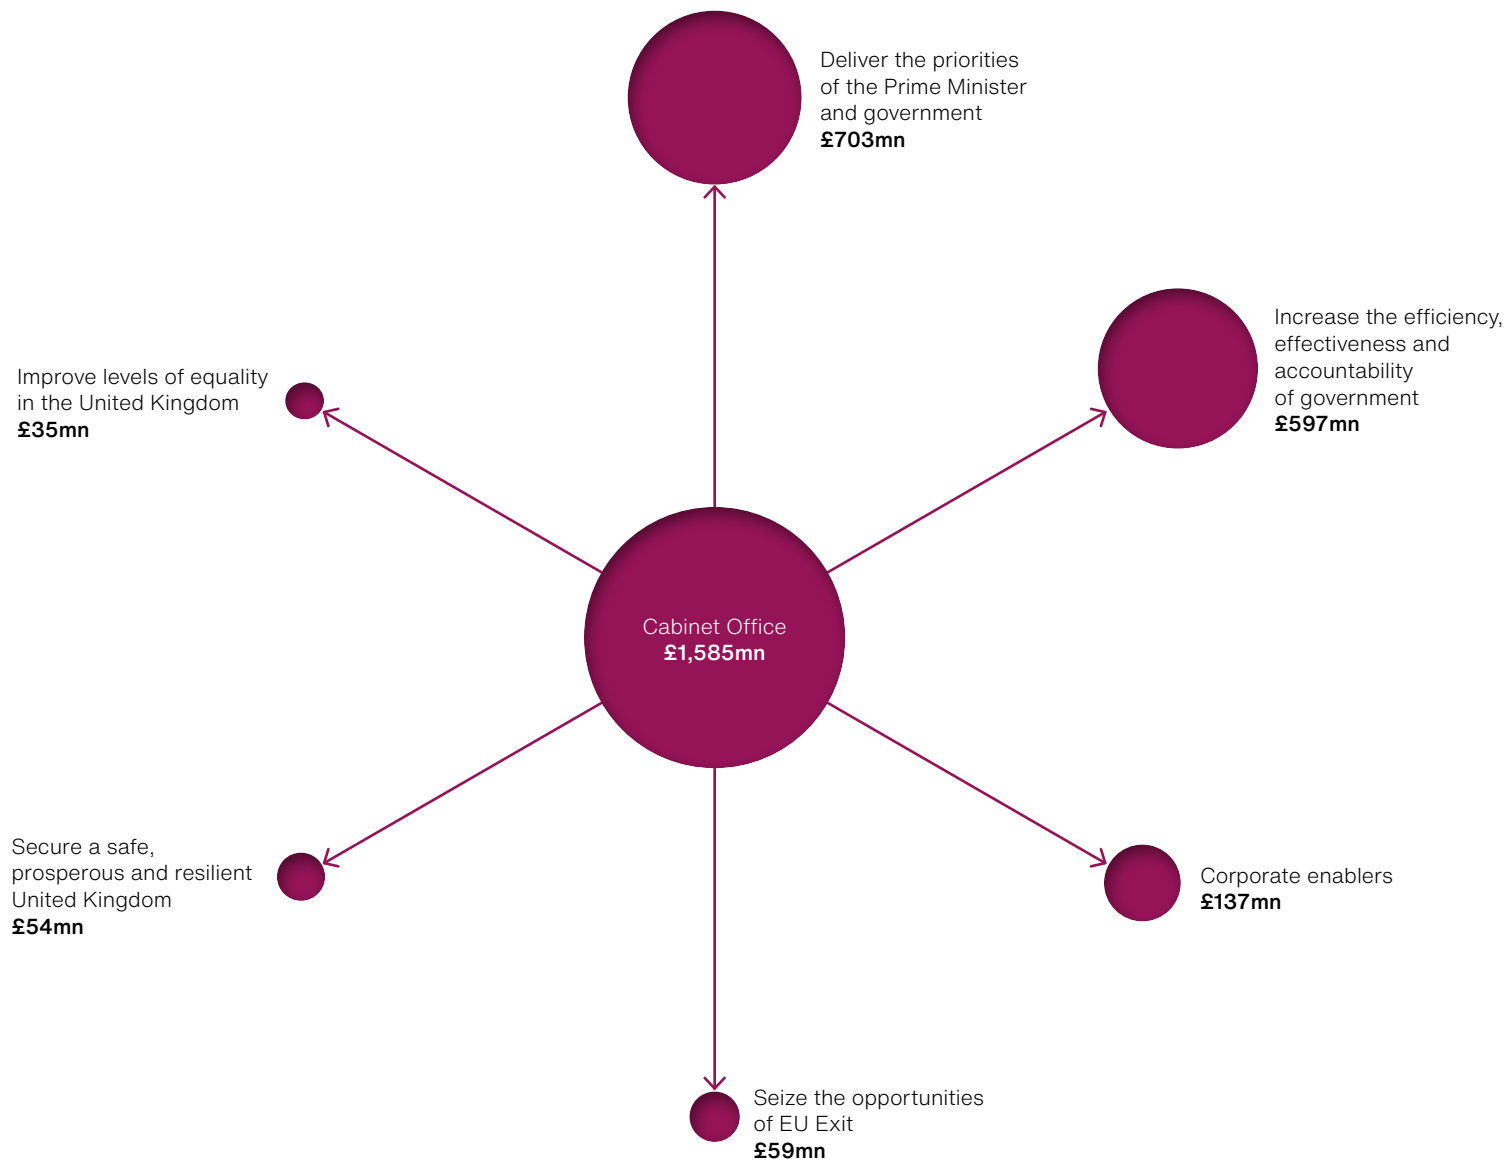 Deliver the priorities
of the Prime Minister
and government
£703mn
Increase the efficiency,
effectiveness and
accountability
of government
£597mn
Improve levels of equality
in the United Kingdom
£35mn
Cabinet Office
£1,585mn
Secure a safe,
prosperous and resilient
United Kingdom
£54mn
Corporate enablers
£137mn
Seize the opportunities
of EU Exit
£59mn